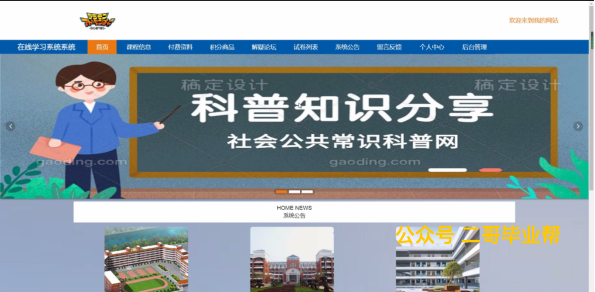 欢迎来到我的网站
在线学习系统系统 首页 课程信息 付费资料 积分商品 解疑论坛 试卷列表 系统公告 留言反馈 个人中心 后台管理
稿定设计 稿定设计
科普知识分享
社会公共常识科普网
gaoding.com gaoding.com
HOME NEWS
系统公告
公众号 二哥毕业帮